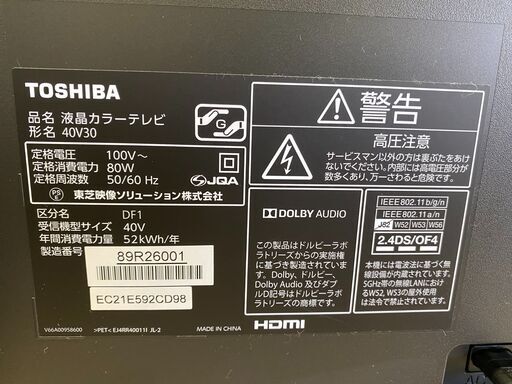 TOSHIBA
品名 液晶カラーテレビ
形名 40V30
定格電圧 100V～
定格消費電力 80W
定格周波数 50/60 Hz
PS
E
JQA
東芝映像ソリューション株式会社
区分名 DF1
受信機型サイズ 40V
年間消費電力量 52kWh/年
製造番号
89R26001
EC21E592CD98
V66A00958600
>PET< EJ4RR40011I JL-2
MADE IN CHINA
警告
高圧注意
サービスマン以外の方は裏ぶたをあけ
ないでください。内部には高電圧部分が
数多くあり、万一さわると危険です。
DOLBY AUDIO
この製品は、ドルビーラボ
ラトリーズからの実施権
に基づき製造されていま
す。Dolby、ドルビー、
Dolby Audio 及びダブ
ルD記号はドルビーラボ
ラトリーズの商標です。
HDMI
IEEE802.11b/g/n
IEEE802.11a/n
J52 W52 W53 W56
2.4DS/OF4
本機には、電波法に基づく無
線設備が内蔵されています。
5GHz帯の無線LAN内蔵による
W52, W53の屋外使用
は法令で禁止されています。